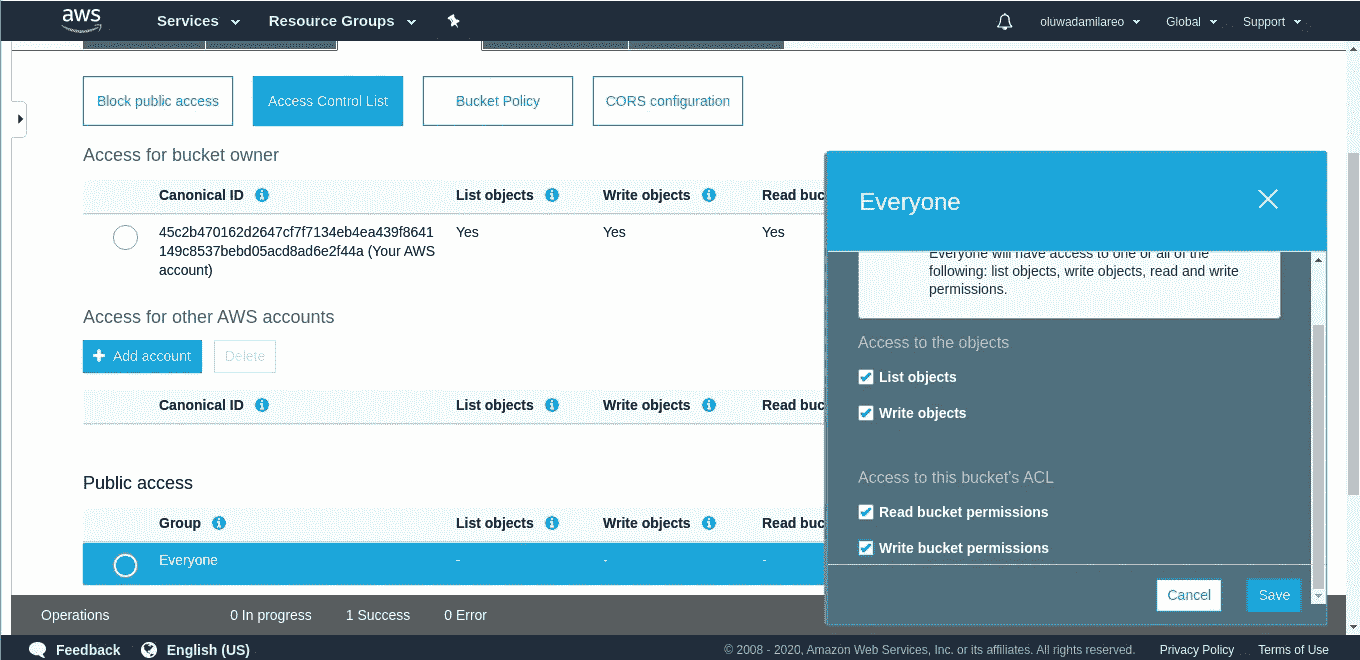 aws
Services
Resource Groups
oluwadamilareo
Global
Support
Block public access
Access Control List
Bucket Policy
CORS configuration
Access for bucket owner
Canonical ID
List objects
Write objects
Read buc
45c2b470162d2647cf7f7134eb4ea439f8641
149c8537bebd05acd8ad6e2f44a (Your AWS
account)
Yes
Yes
Yes
Access for other AWS accounts
+ Add account
Delete
Canonical ID
List objects
Write objects
Read buc
Public access
Group
List objects
Write objects
Read buc
Everyone
-
-
-
Everyone
Everyone will have access to one or all of the
following: list objects, write objects, read and write
permissions.
Access to the objects
List objects
Write objects
Access to this bucket's ACL
Read bucket permissions
Write bucket permissions
Cancel
Save
Operations
0 In progress
1 Success
0 Error
Feedback
English (US)
© 2008 - 2020, Amazon Web Services, Inc. or its affiliates. All rights reserved.
Privacy Policy
Terms of Use